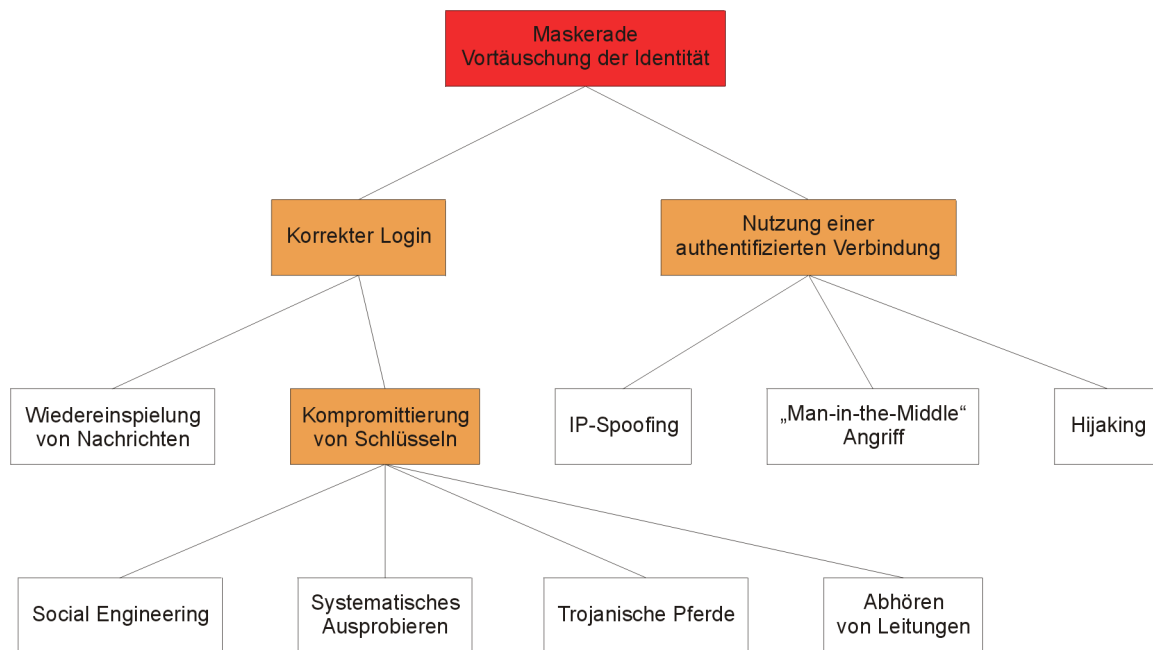 Maskerade
Vortäuschung der Identität
Korrekter Login
Nutzung einer
authentifizierten Verbindung
Wiedereinspielung
von Nachrichten
Kompromittierung
von Schlüsseln
IP-Spoofing
„Man-in-the-Middle“
Angriff
Hijaking
Social Engineering
Systematisches
Ausprobieren
Trojanische Pferde
Abhören
von Leitungen